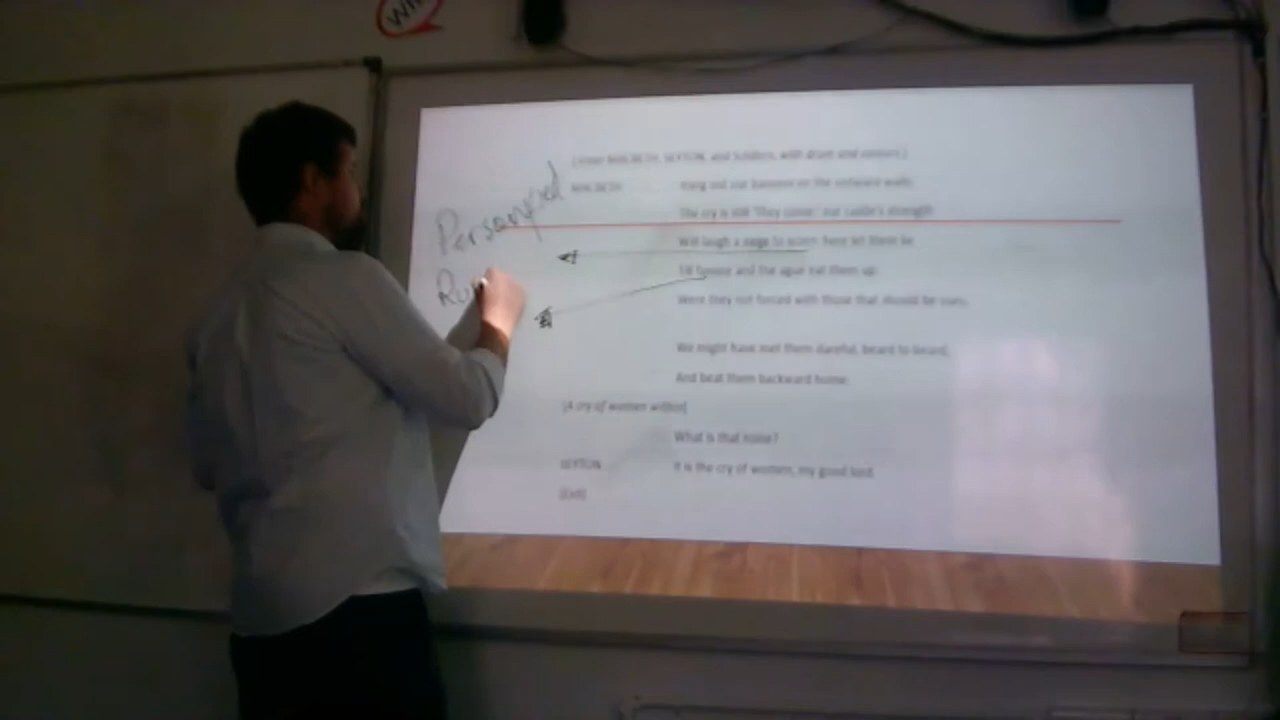 WH
[Enter MACBETH, SEYTON, and Soldiers, with drum and colours]
MACBETH Hang out our banners on the outward walls;
The cry is still 'They come:' our castle's strength
Will laugh a siege to scorn: here let them lie
Till famine and the ague eat them up:
Were they not forced with those that should be ours,
We might have met them dareful, beard to beard,
And beat them backward home.
[A cry of women within]
What is that noise?
SEYTON It is the cry of women, my good lord.
[Exit]